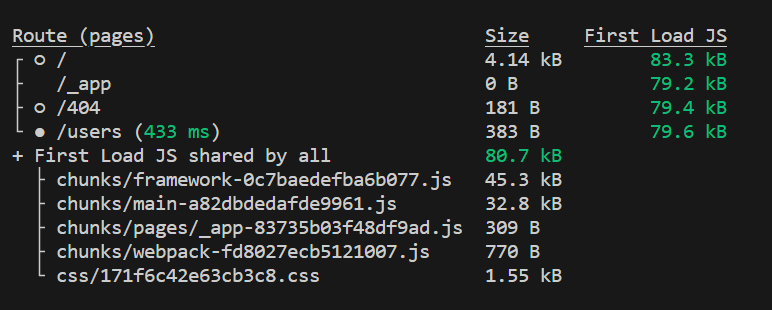 Route (pages) Size First Load JS
┌ ○ / 4.14 kB 83.3 kB
├ /_app 0 B 79.2 kB
├ ○ /404 181 B 79.4 kB
└ ● /users (433 ms) 383 B 79.6 kB
+ First Load JS shared by all 80.7 kB
├ chunks/framework-0c7baedefba6b077.js 45.3 kB
├ chunks/main-a82dbdedafde9961.js 32.8 kB
├ chunks/pages/_app-83735b03f48df9ad.js 309 B
├ chunks/webpack-fd8027ecb5121007.js 770 B
└ css/171f6c42e63cb3c8.css 1.55 kB